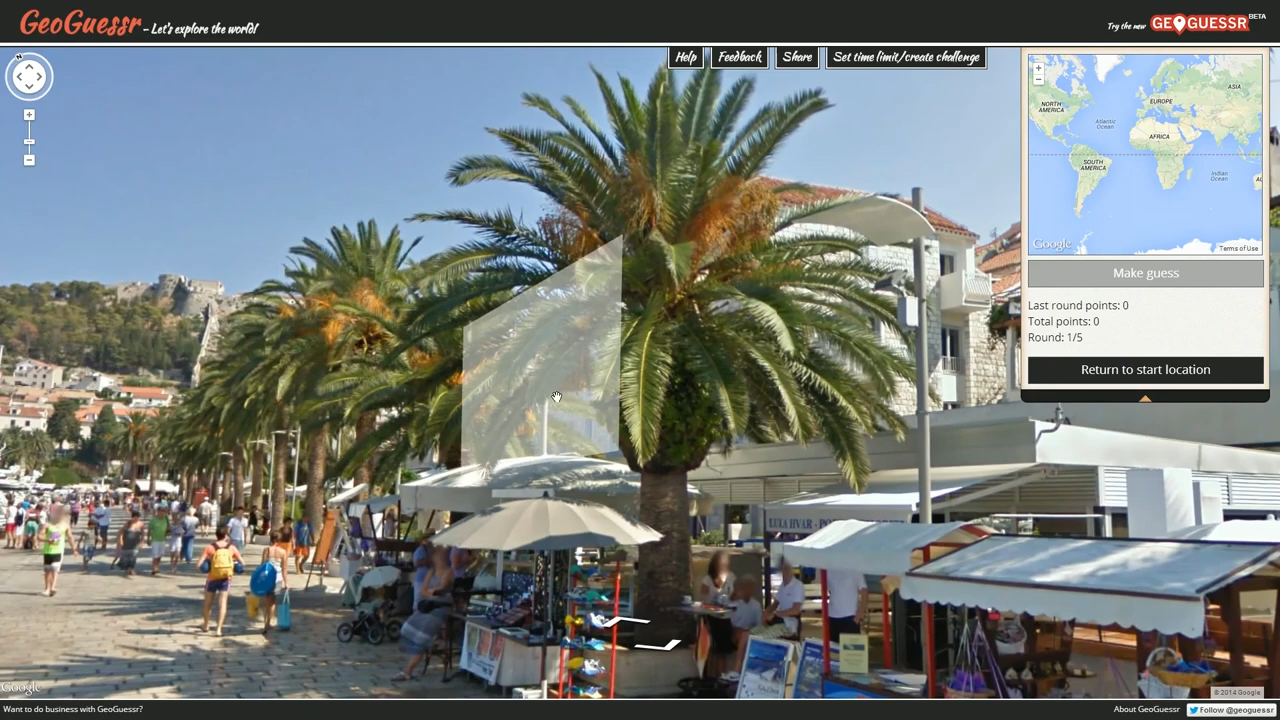 GeoGuessr – Let's explore the world!
Try the new GEOGUESSR BETA
Help
Feedback
Share
Set time limit/create challenge
N
+
−
+
−
NORTH AMERICA
EUROPE
ASIA
Atlantic Ocean
AFRICA
SOUTH AMERICA
Indian Ocean
AU
Google
Terms of Use
Make guess
Last round points: 0
Total points: 0
Round: 1/5
Return to start location
LUXA HVAR
Google
© 2014 Google
Want to do business with GeoGuessr?
About GeoGuessr
Follow @geoguessr